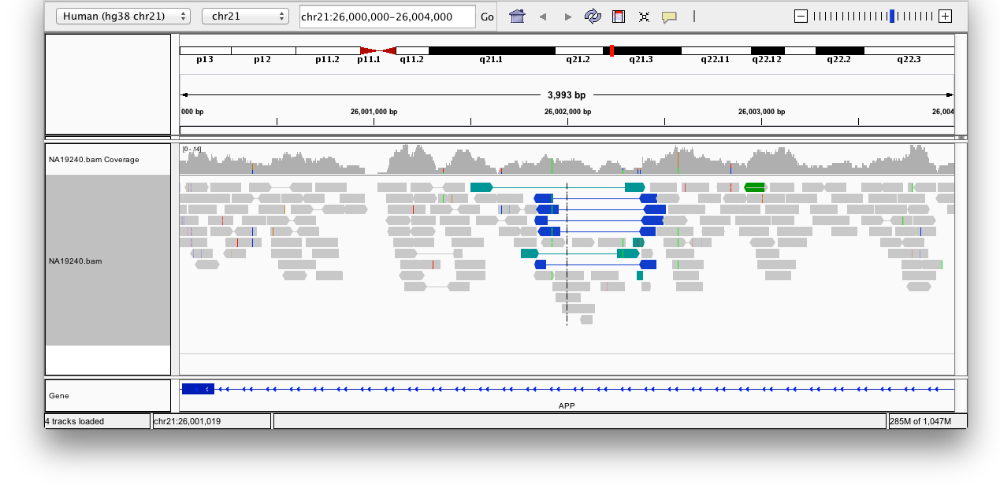 Human (hg38 chr21) chr21 chr21:26,000,000-26,004,000 Go
p13 p12 p11.2 p11.1 q11.2 q21.1 q21.2 q21.3 q22.11 q22.12 q22.2 q22.3
3,993 bp
000 bp 26,001,000 bp 26,002,000 bp 26,003,000 bp 26,004
[0 - 14]
NA19240.bam Coverage
NA19240.bam
Gene
APP
4 tracks loaded chr21:26,001,019 285M of 1,047M